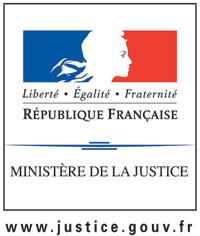 Liberté • Égalité • Fraternité
RÉPUBLIQUE FRANÇAISE
MINISTÈRE DE LA JUSTICE
www.justice.gouv.fr